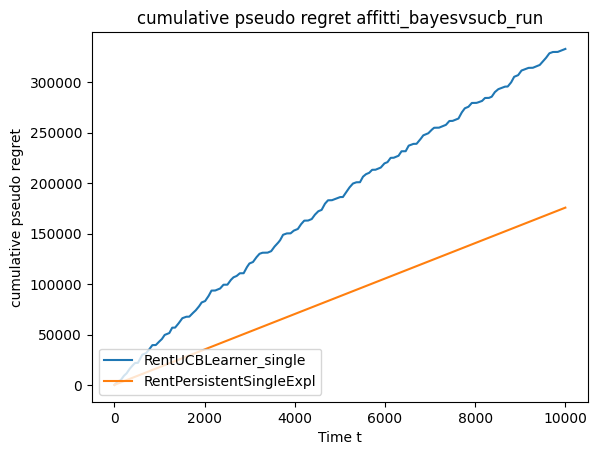 cumulative pseudo regret affitti_bayesvsucb_run
cumulative pseudo regret
300000
250000
200000
150000
100000
50000
0
RentUCBLearner_single
RentPersistentSingleExpl
0 2000 4000 6000 8000 10000
Time t